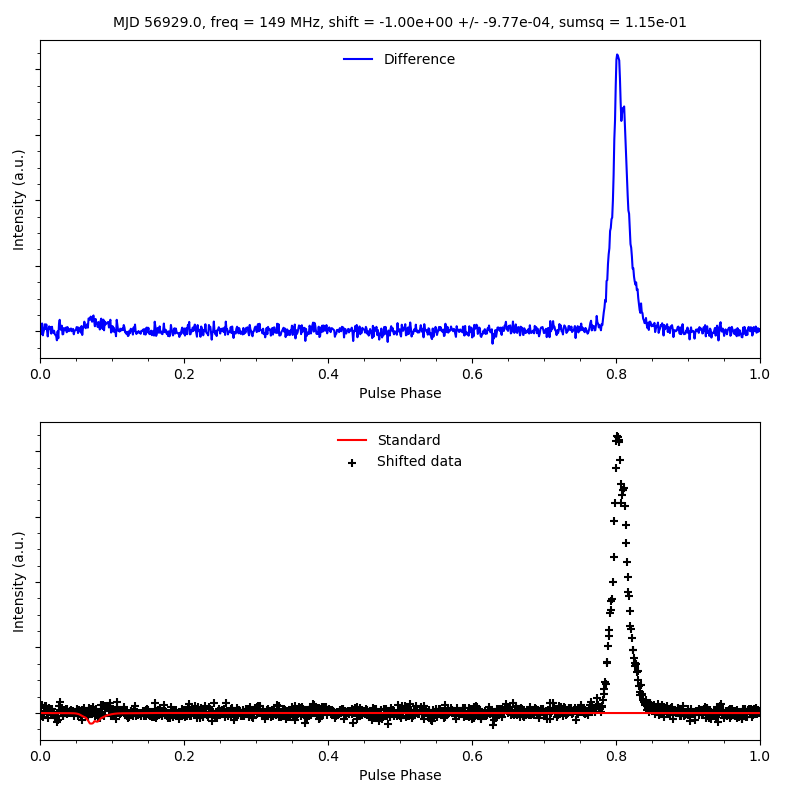 MJD 56929.0, freq = 149 MHz, shift = -1.00e+00 +/- -9.77e-04, sumsq = 1.15e-01
Difference
Intensity (a.u.)
0.0 0.2 0.4 0.6 0.8 1.0
Pulse Phase
Standard
Shifted data
Intensity (a.u.)
0.0 0.2 0.4 0.6 0.8 1.0
Pulse Phase